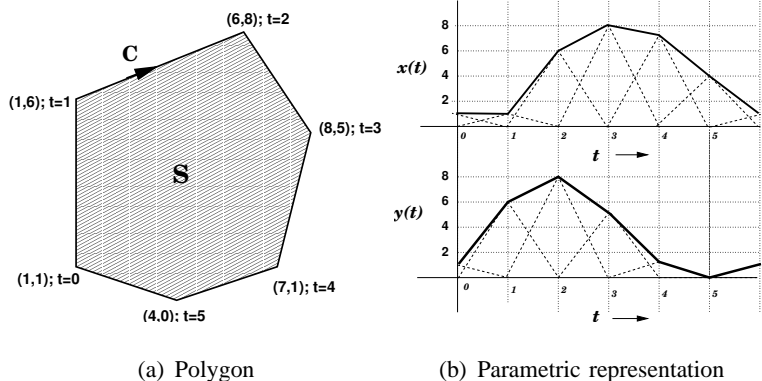 (6,8); t=2
C
(1,6); t=1
(8,5); t=3
S
(1,1); t=0
(7,1); t=4
(4,0); t=5
(a) Polygon
8
6
x(t)
4
2
0 1 2 3 4 5
t
8
6
y(t)
4
2
0 1 2 3 4 5
t
(b) Parametric representation